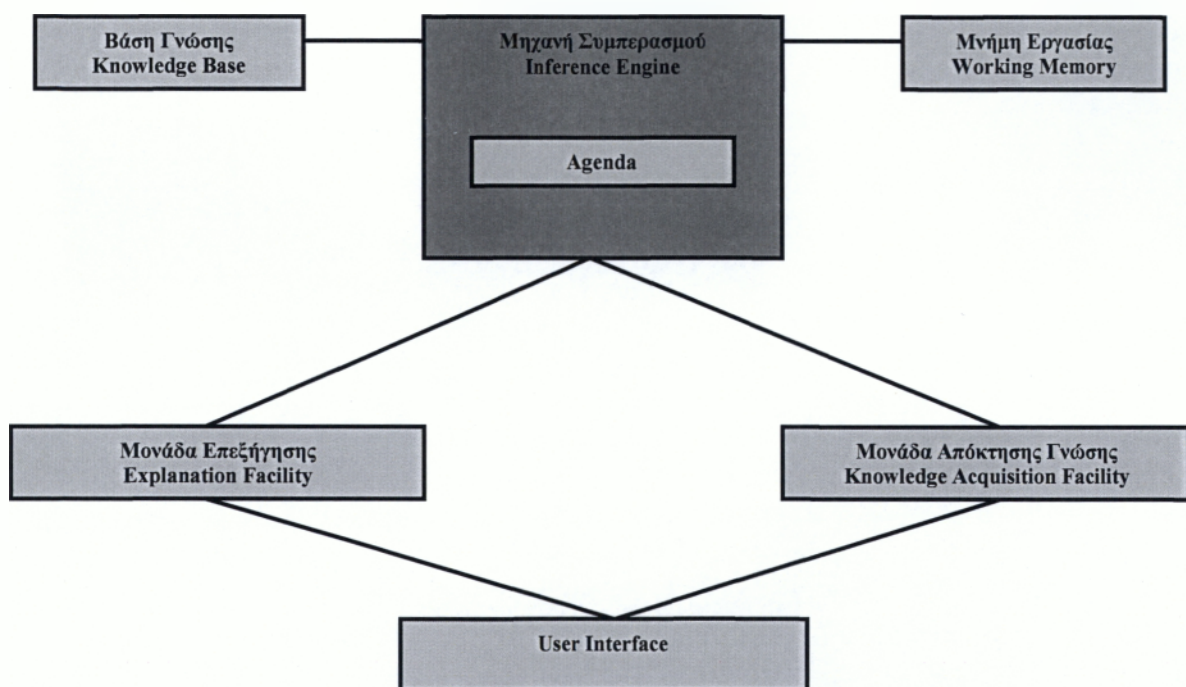 Βάση Γνώσης
Knowledge Base
Μηχανή Συμπερασμού
Inference Engine
Μνήμη Εργασίας
Working Memory
Agenda
Μονάδα Επεξήγησης
Explanation Facility
Μονάδα Απόκτησης Γνώσης
Knowledge Acquisition Facility
User Interface